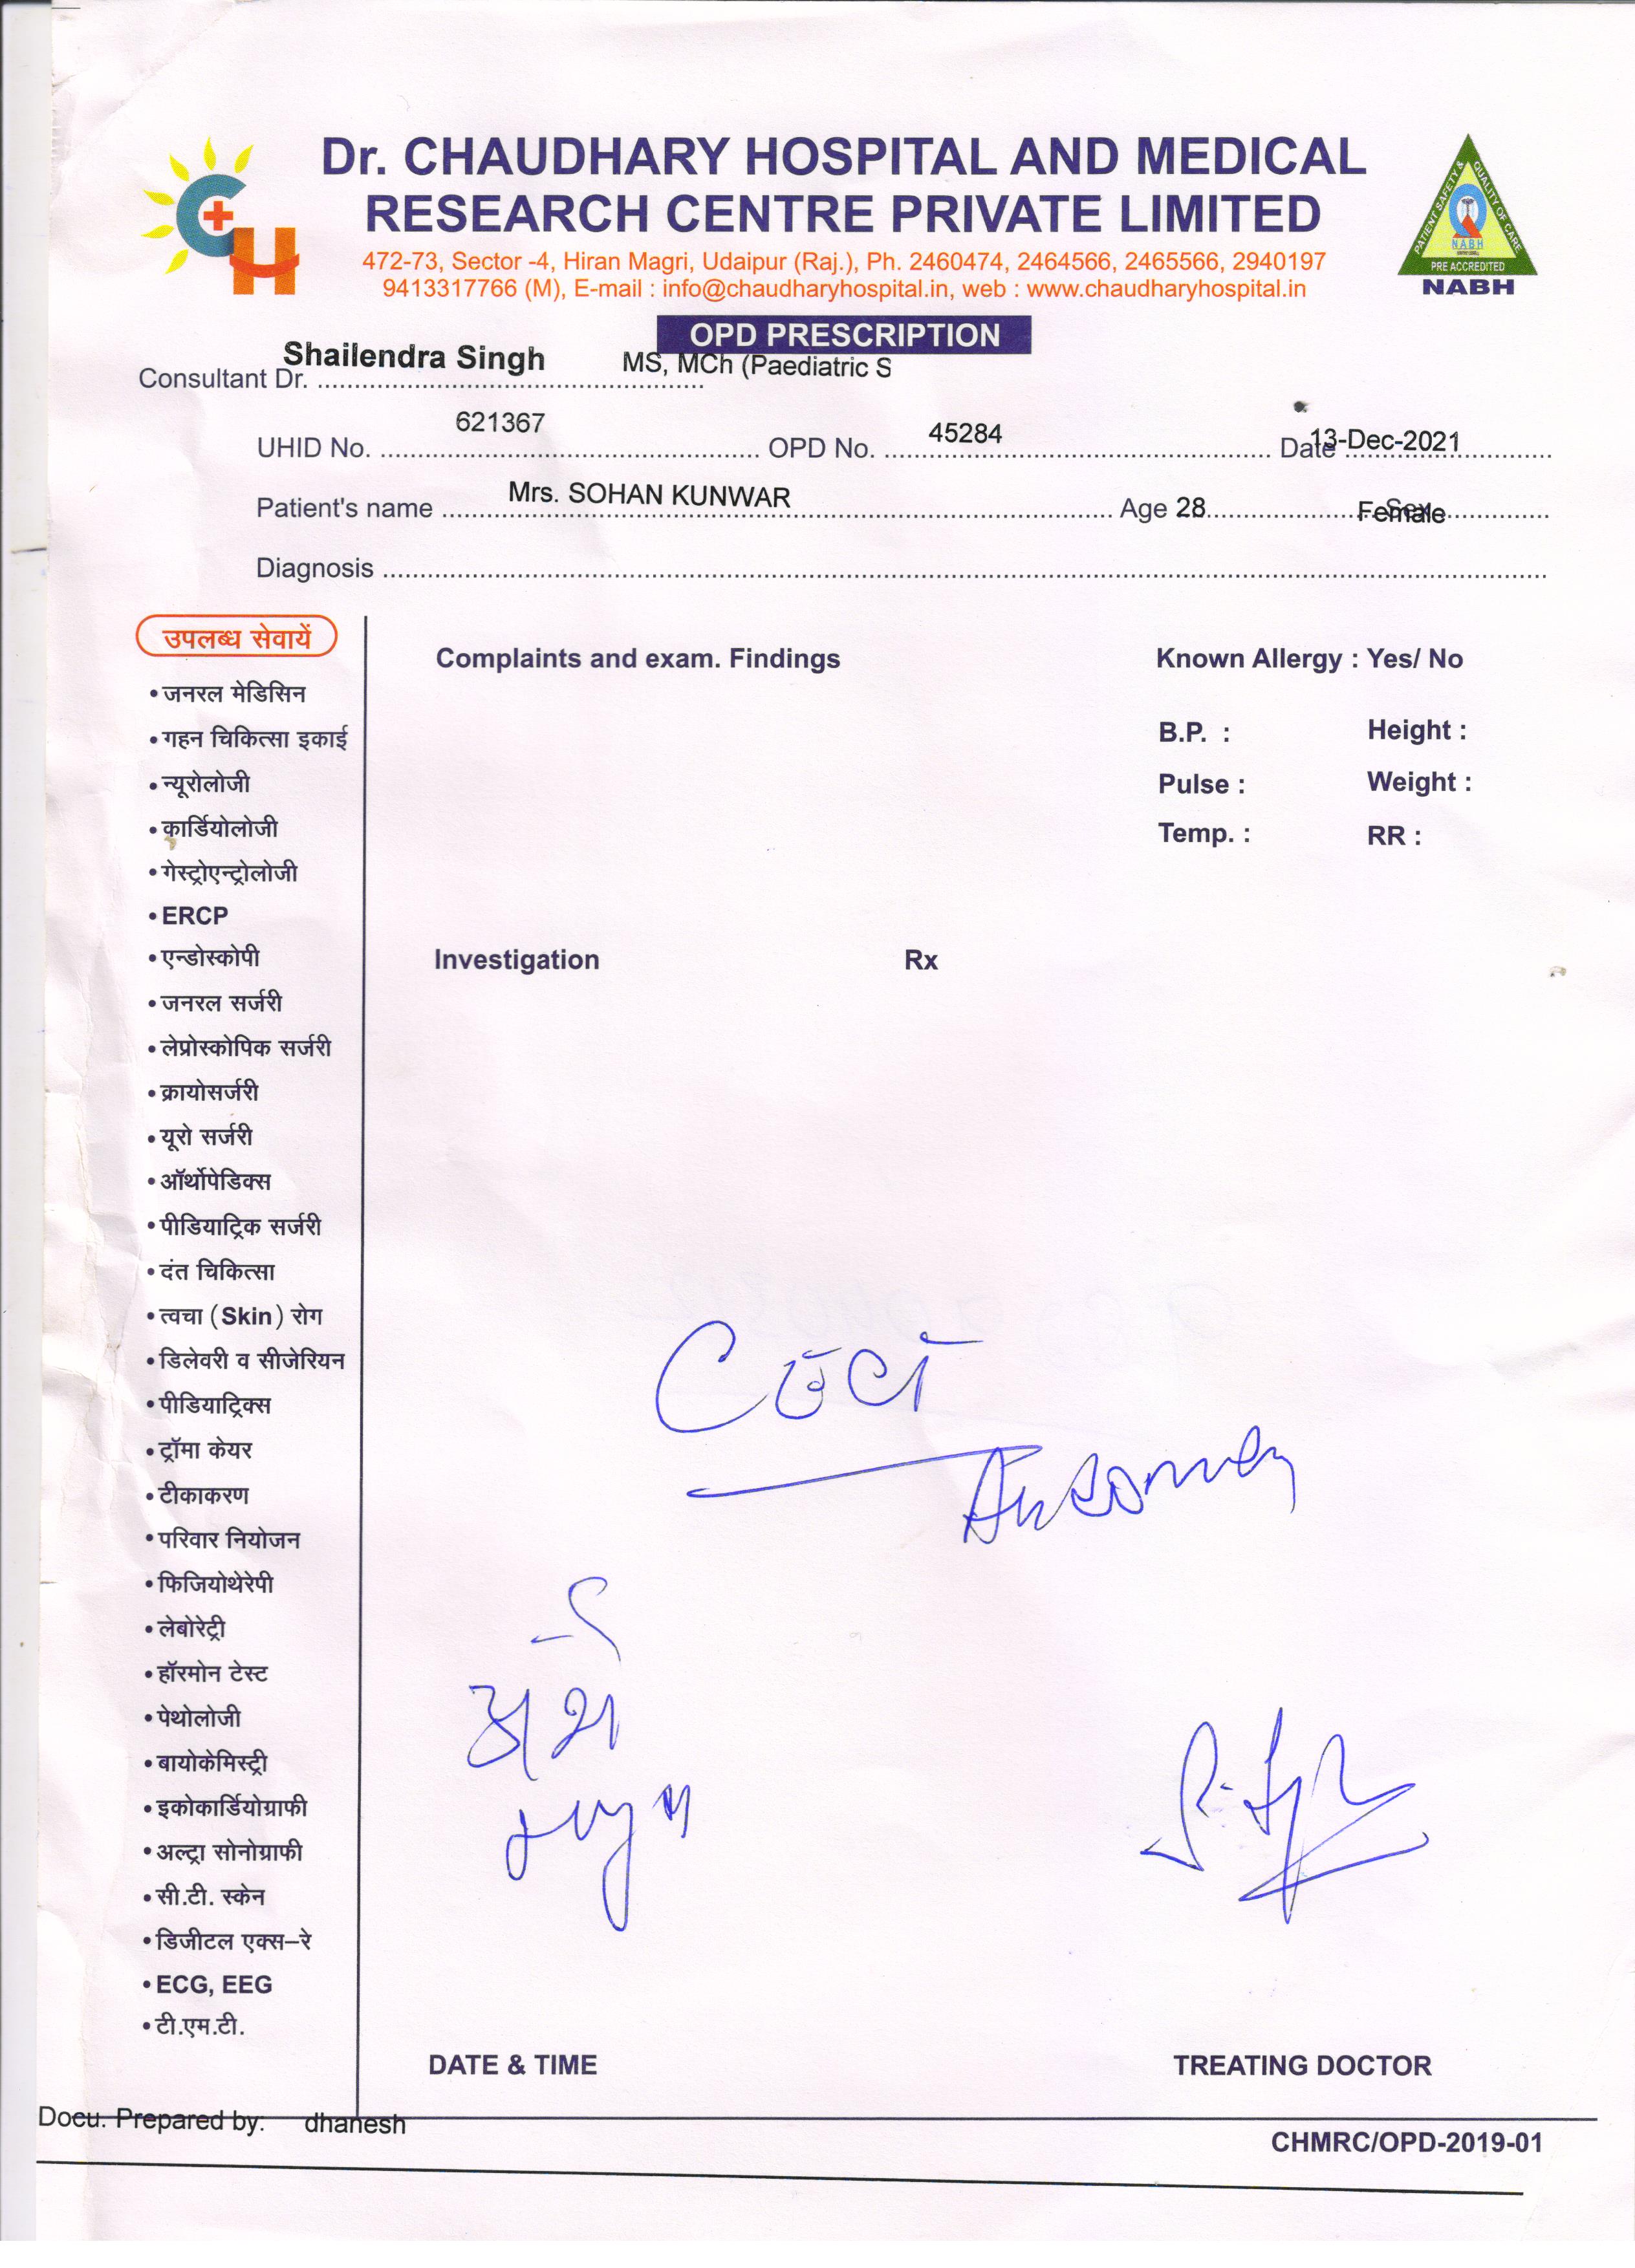 Dr. CHAUDHARY HOSPITAL AND MEDICAL
RESEARCH CENTRE PRIVATE LIMITED
472-73, Sector -4, Hiran Magri, Udaipur (Raj.), Ph. 2460474, 2464566, 2465566, 2940197
9413317766 (M), E-mail : info@chaudharyhospital.in, web : www.chaudharyhospital.in
PATIENT SAFETY & QUALITY OF CARE
NABH
PRE ACCREDITED
NABH
OPD PRESCRIPTION
Consultant Dr. Shailendra Singh MS, MCh (Paediatric S
UHID No. 621367 OPD No. 45284 Date 13-Dec-2021
Patient's name Mrs. SOHAN KUNWAR Age 28 Sex Female
Diagnosis
उपलब्ध सेवायें
• जनरल मेडिसिन
• गहन चिकित्सा इकाई
• न्यूरोलोजी
• कार्डियोलोजी
• गेस्ट्रोएन्ट्रोलोजी
• ERCP
• एन्डोस्कोपी
• जनरल सर्जरी
• लेप्रोस्कोपिक सर्जरी
• क्रायोसर्जरी
• यूरो सर्जरी
• ऑर्थोपेडिक्स
• पीडियाट्रिक सर्जरी
• दंत चिकित्सा
• त्वचा (Skin) रोग
• डिलेवरी व सीजेरियन
• पीडियाट्रिक्स
• ट्रॉमा केयर
• टीकाकरण
• परिवार नियोजन
• फिजियोथेरेपी
• लेबोरेट्री
• हॉरमोन टेस्ट
• पेथोलोजी
• बायोकेमिस्ट्री
• इकोकार्डियोग्राफी
• अल्ट्रा सोनोग्राफी
• सी.टी. स्केन
• डिजीटल एक्स–रे
• ECG, EEG
• टी.एम.टी.
Complaints and exam. Findings
Known Allergy : Yes/ No
B.P. : Height :
Pulse : Weight :
Temp. : RR :
Investigation Rx
DATE & TIME TREATING DOCTOR
Docu. Prepared by: dhanesh
CHMRC/OPD-2019-01